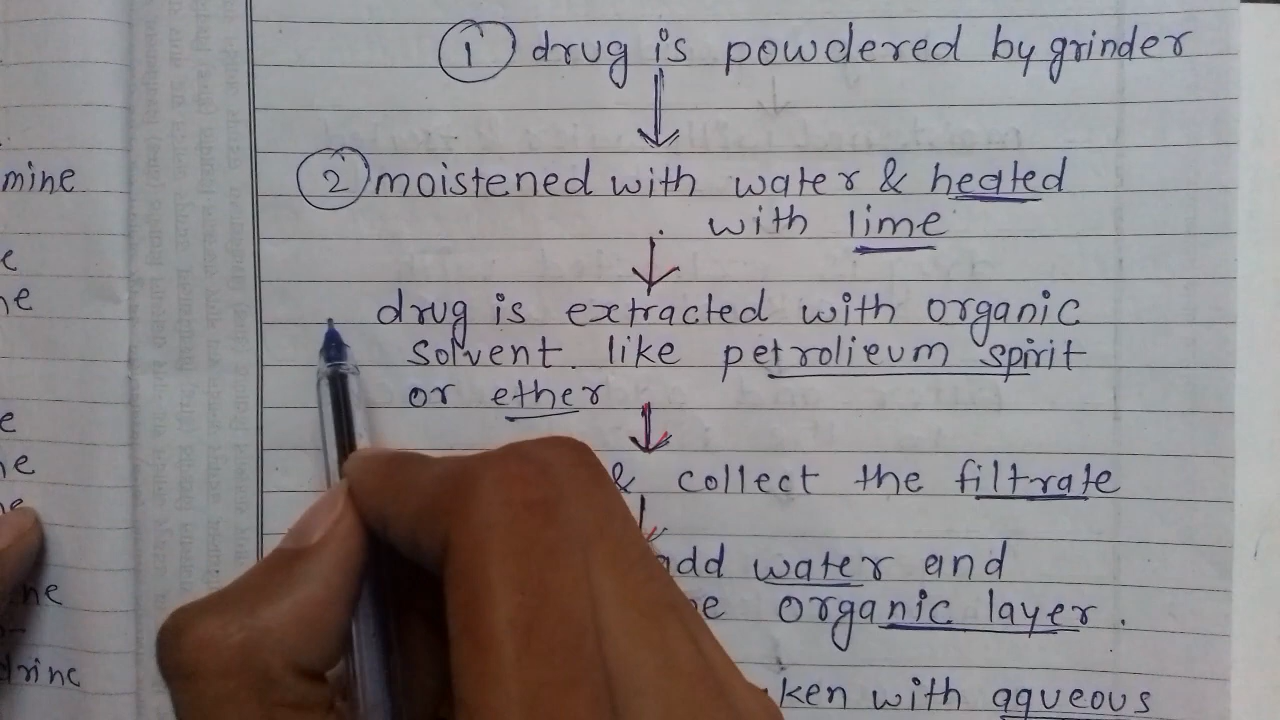 ① drug is powdered by grinder
② moistened with water & heated
with lime
drug is extracted with organic
solvent like petrolieum spirit
or ether
& collect the filtrate
add water and
organic layer.
with aqueous
mine
e
ne
e
ne
ne